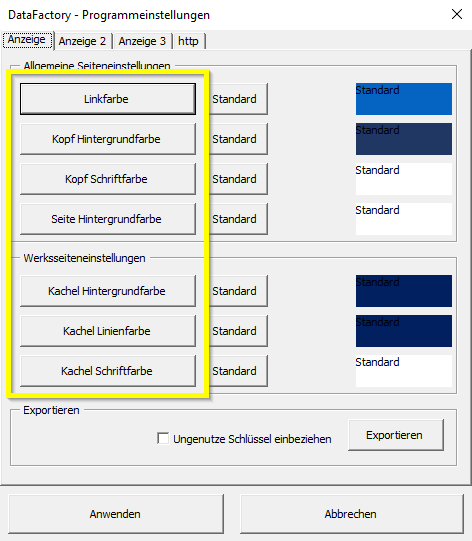 DataFactory - Programmeinstellungen
Anzeige Anzeige 2 Anzeige 3 http
Allgemeine Seiteneinstellungen
Linkfarbe Standard Standard
Kopf Hintergrundfarbe Standard Standard
Kopf Schriftfarbe Standard Standard
Seite Hintergrundfarbe Standard Standard
Werksseiteneinstellungen
Kachel Hintergrundfarbe Standard Standard
Kachel Linienfarbe Standard Standard
Kachel Schriftfarbe Standard Standard
Exportieren
Ungenutze Schlüssel einbeziehen Exportieren
Anwenden Abbrechen